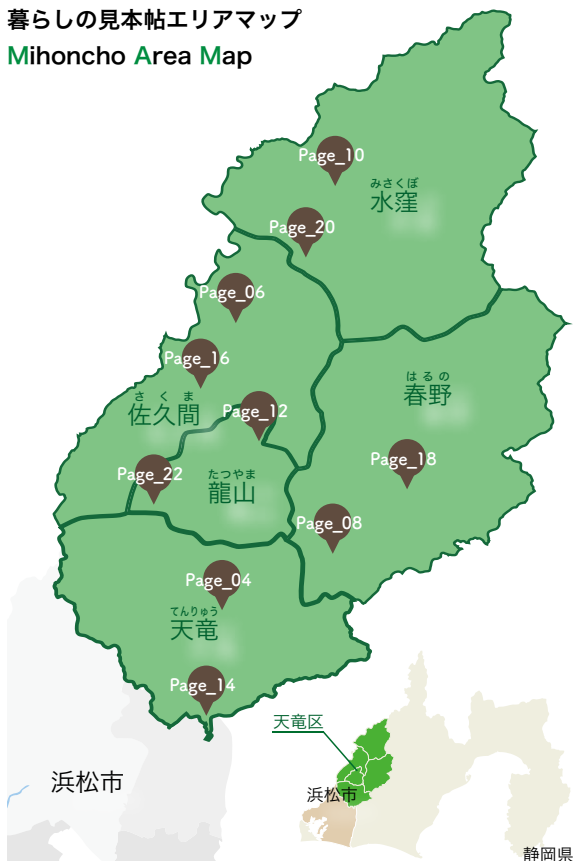 暮らしの見本帖エリアマップ
Mihoncho Area Map
Page_10
みさくぼ
水窪
Page_20
Page_06
Page_16
はるの
春野
さくま
佐久間
Page_12
Page_18
Page_22
たつやま
龍山
Page_08
Page_04
てんりゅう
天竜
Page_14
天竜区
浜松市
浜松市
静岡県